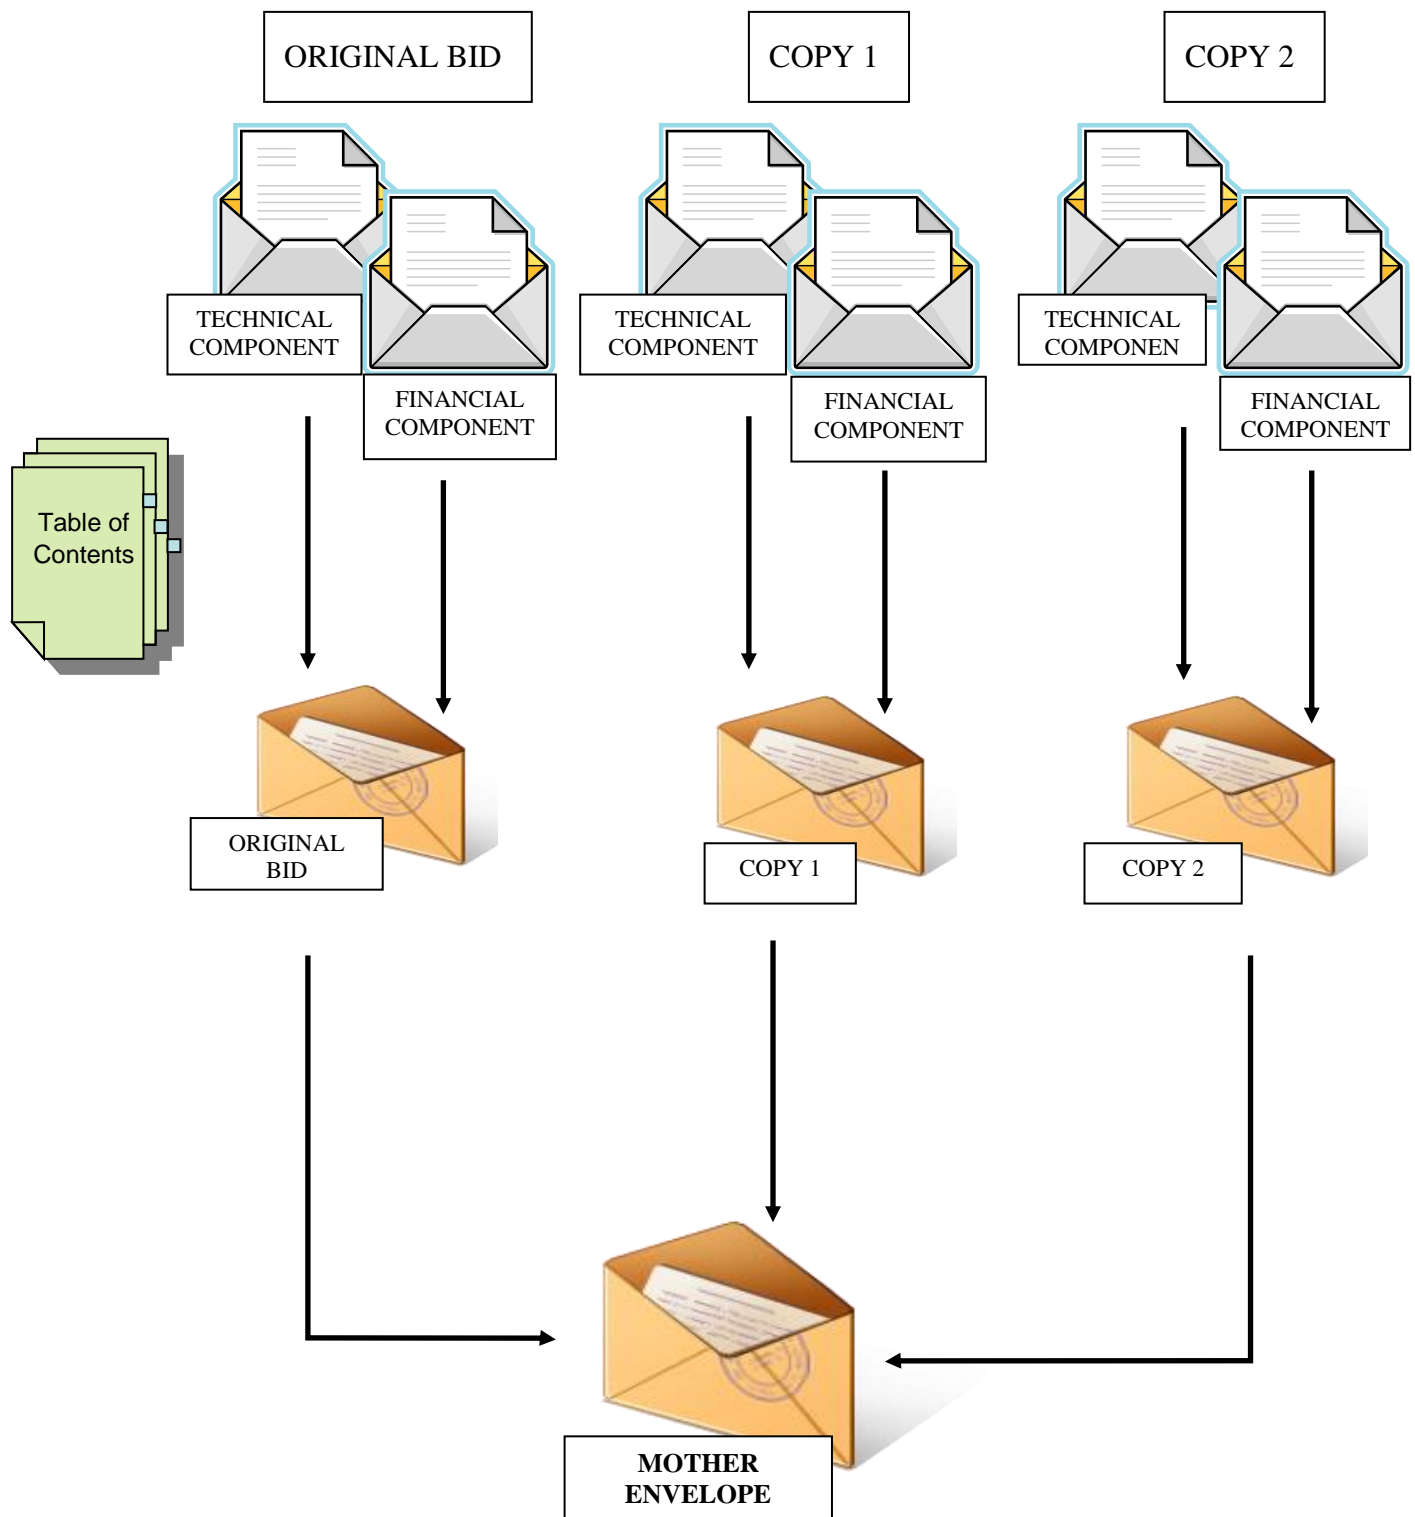 ORIGINAL BID
COPY 1
COPY 2
TECHNICAL
COMPONENT
FINANCIAL
COMPONENT
TECHNICAL
COMPONENT
FINANCIAL
COMPONENT
TECHNICAL
COMPONEN
FINANCIAL
COMPONENT
Table of
Contents
ORIGINAL
BID
COPY 1
COPY 2
MOTHER
ENVELOPE